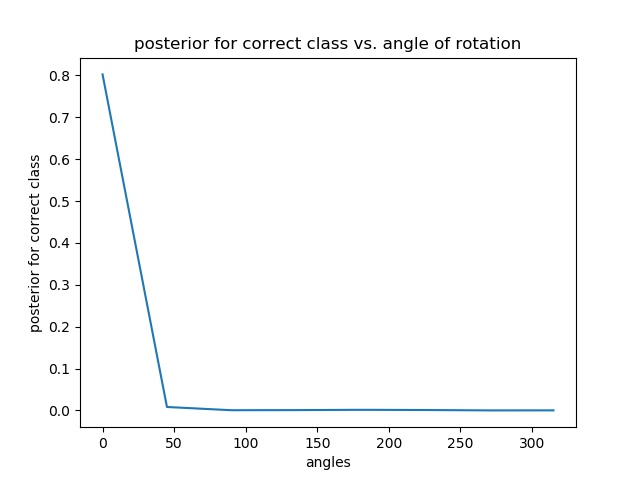 posterior for correct class vs. angle of rotation
posterior for correct class
0.8
0.7
0.6
0.5
0.4
0.3
0.2
0.1
0.0
0 50 100 150 200 250 300
angles